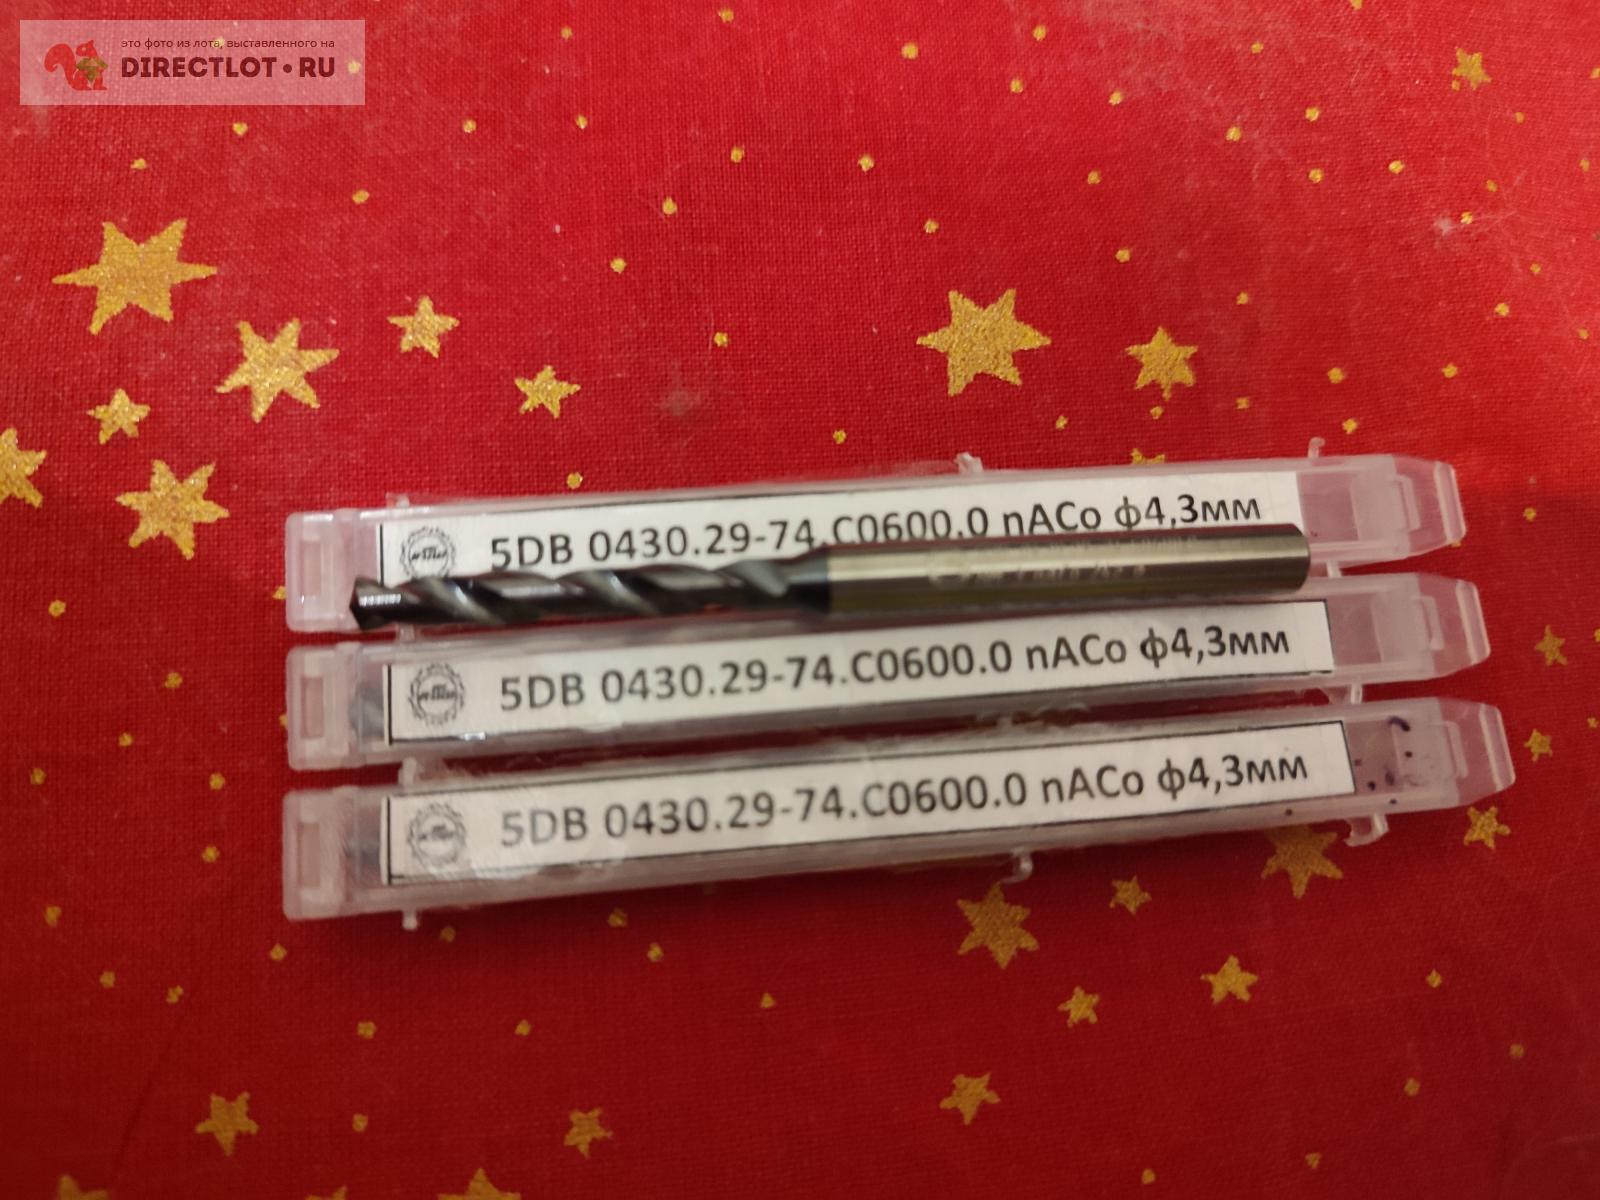 это фото из лота, выставленного на
DIRECTLOT.RU
5DB 0430.29-74.C0600.0 nACo ф4,3мм
5DB 0430.29-74.C0600.0 nACo ф4,3мм
5DB 0430.29-74.C0600.0 nACo ф4,3мм